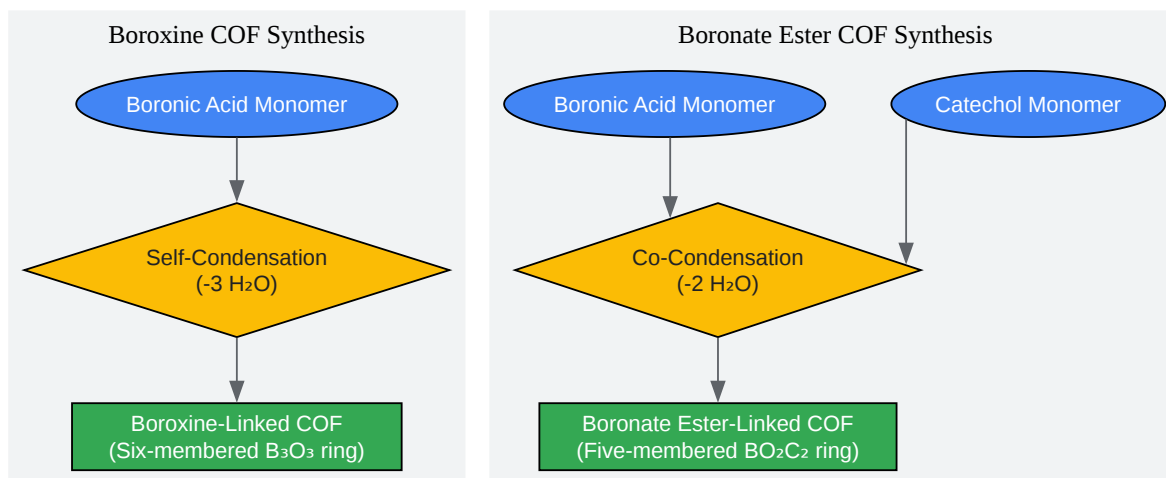 Boroxine COF Synthesis
Boronic Acid Monomer
Self-Condensation
(-3 H₂O)
Boroxine-Linked COF
(Six-membered B₃O₃ ring)
Boronate Ester COF Synthesis
Boronic Acid Monomer
Catechol Monomer
Co-Condensation
(-2 H₂O)
Boronate Ester-Linked COF
(Five-membered BO₂C₂ ring)